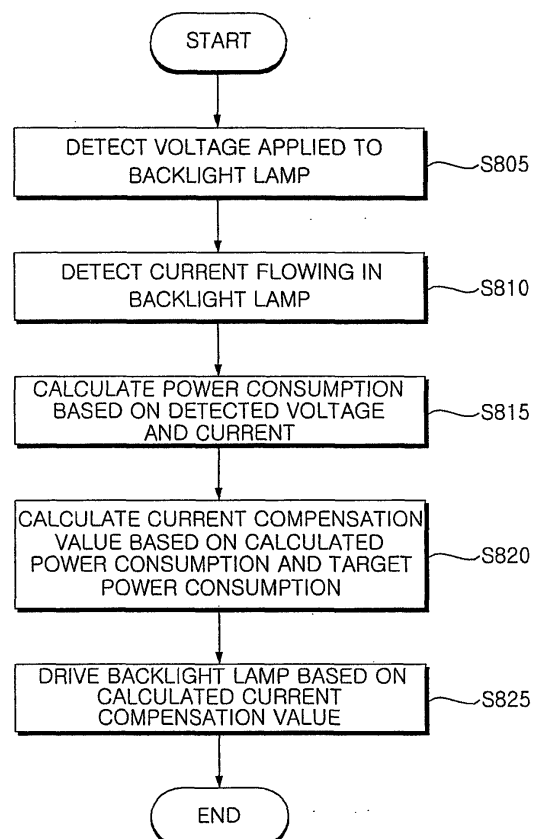 START
DETECT VOLTAGE APPLIED TO
BACKLIGHT LAMP
S805
DETECT CURRENT FLOWING IN
BACKLIGHT LAMP
S810
CALCULATE POWER CONSUMPTION
BASED ON DETECTED VOLTAGE
AND CURRENT
S815
CALCULATE CURRENT COMPENSATION
VALUE BASED ON CALCULATED
POWER CONSUMPTION AND TARGET
POWER CONSUMPTION
S820
DRIVE BACKLIGHT LAMP BASED ON
CALCULATED CURRENT
COMPENSATION VALUE
S825
END